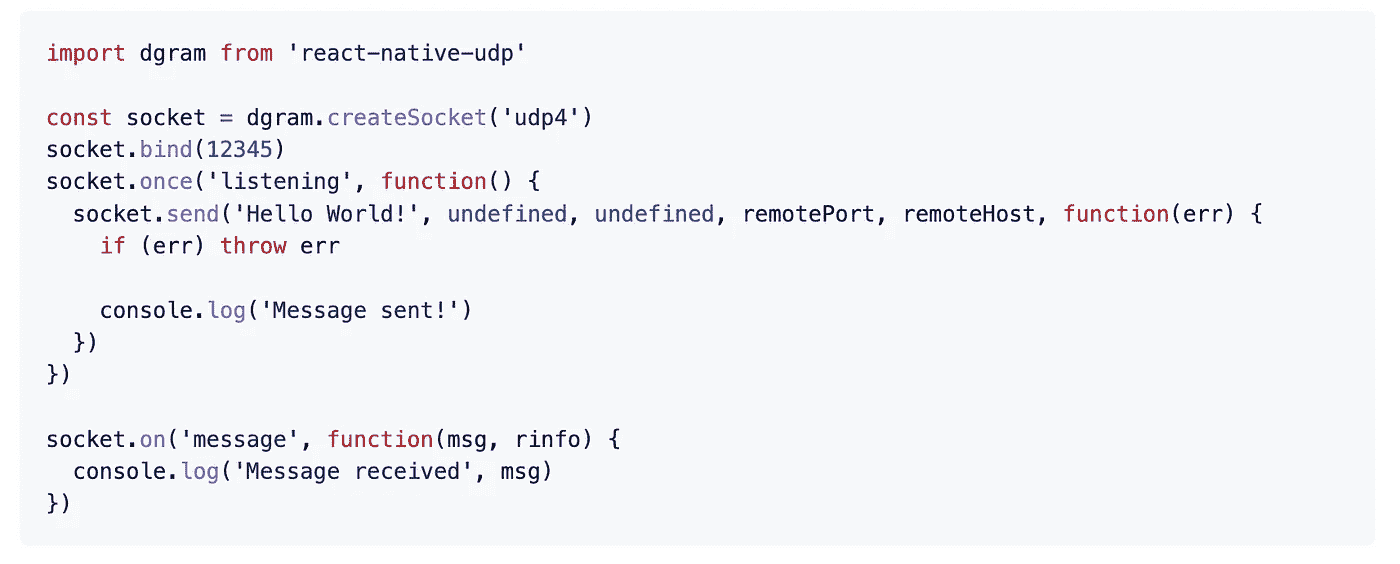 import dgram from 'react-native-udp'
const socket = dgram.createSocket('udp4')
socket.bind(12345)
socket.once('listening', function() {
  socket.send('Hello World!', undefined, undefined, remotePort, remoteHost, function(err) {
    if (err) throw err
    console.log('Message sent!')
  })
})
socket.on('message', function(msg, rinfo) {
  console.log('Message received', msg)
})